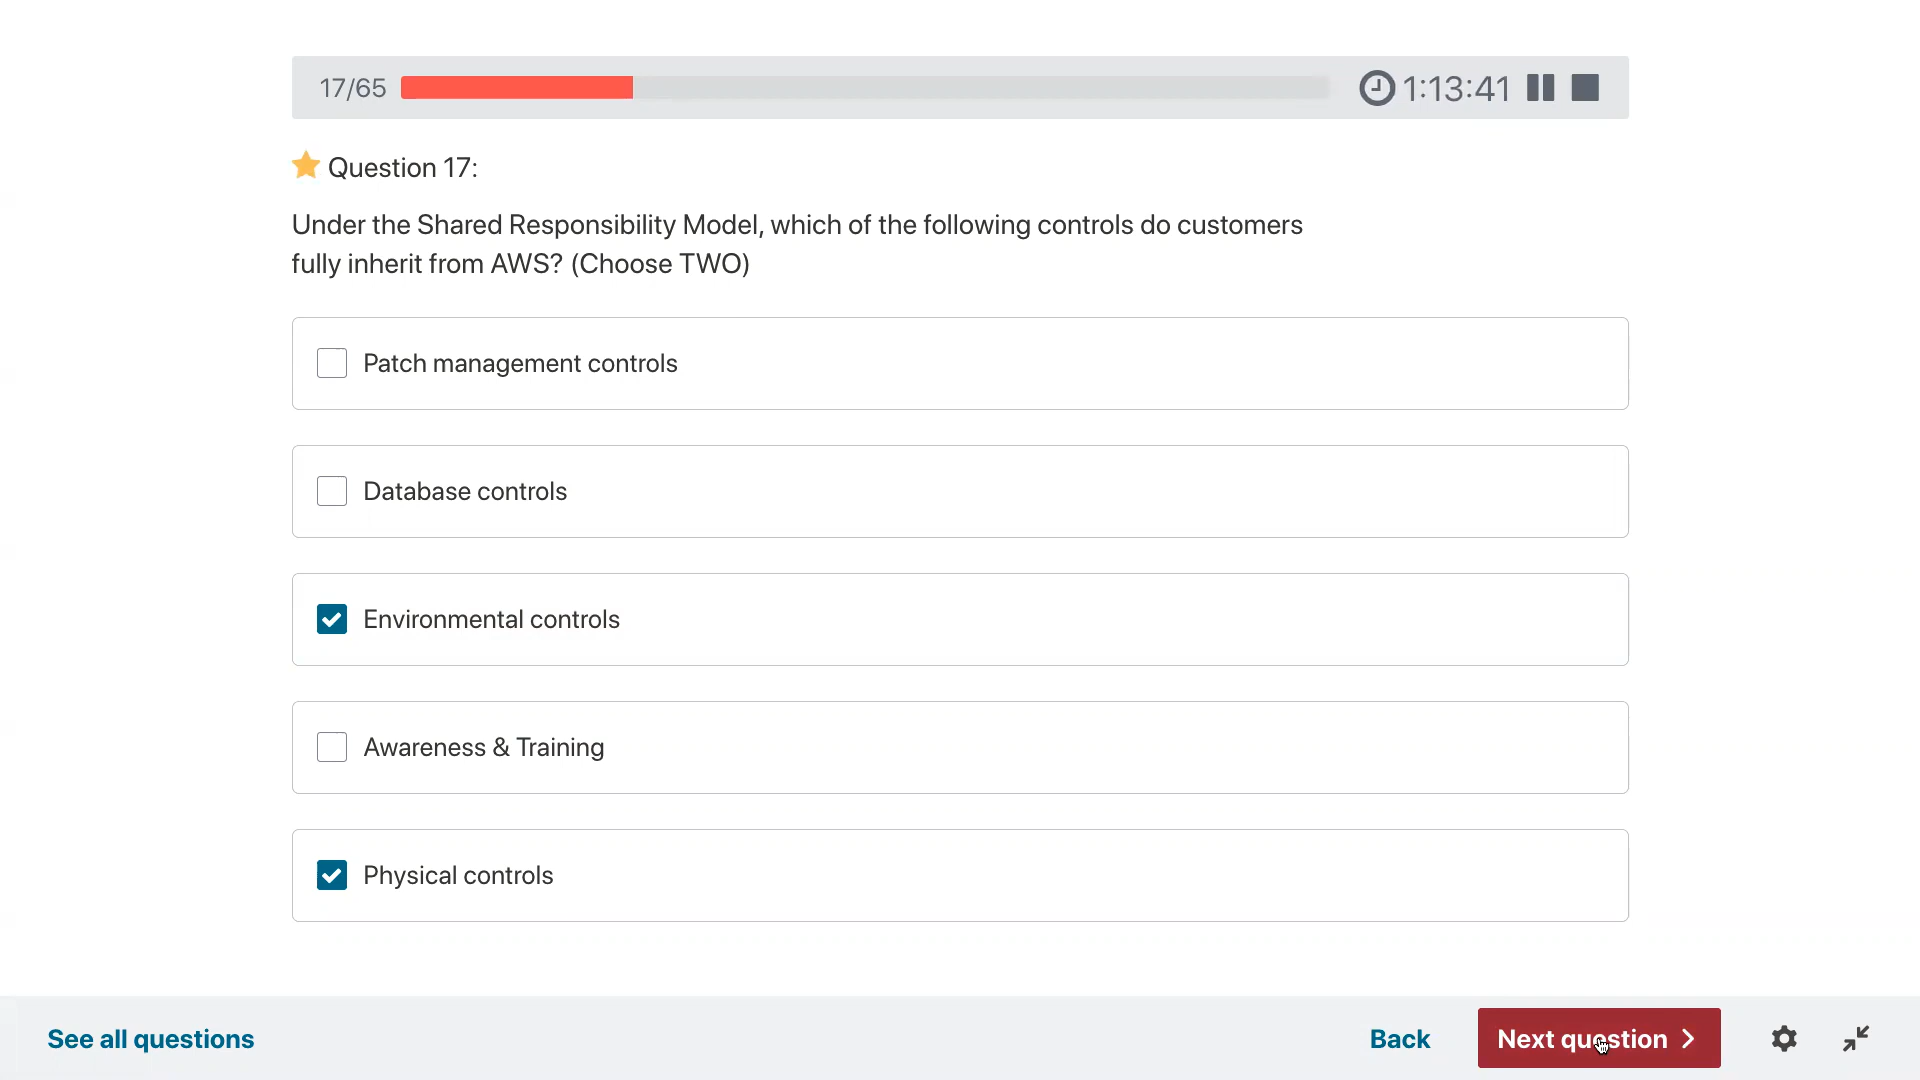 17/65
1:13:41
Question 17:
Under the Shared Responsibility Model, which of the following controls do customers
fully inherit from AWS? (Choose TWO)
Patch management controls
Database controls
Environmental controls
Awareness & Training
Physical controls
See all questions
Back
Next question